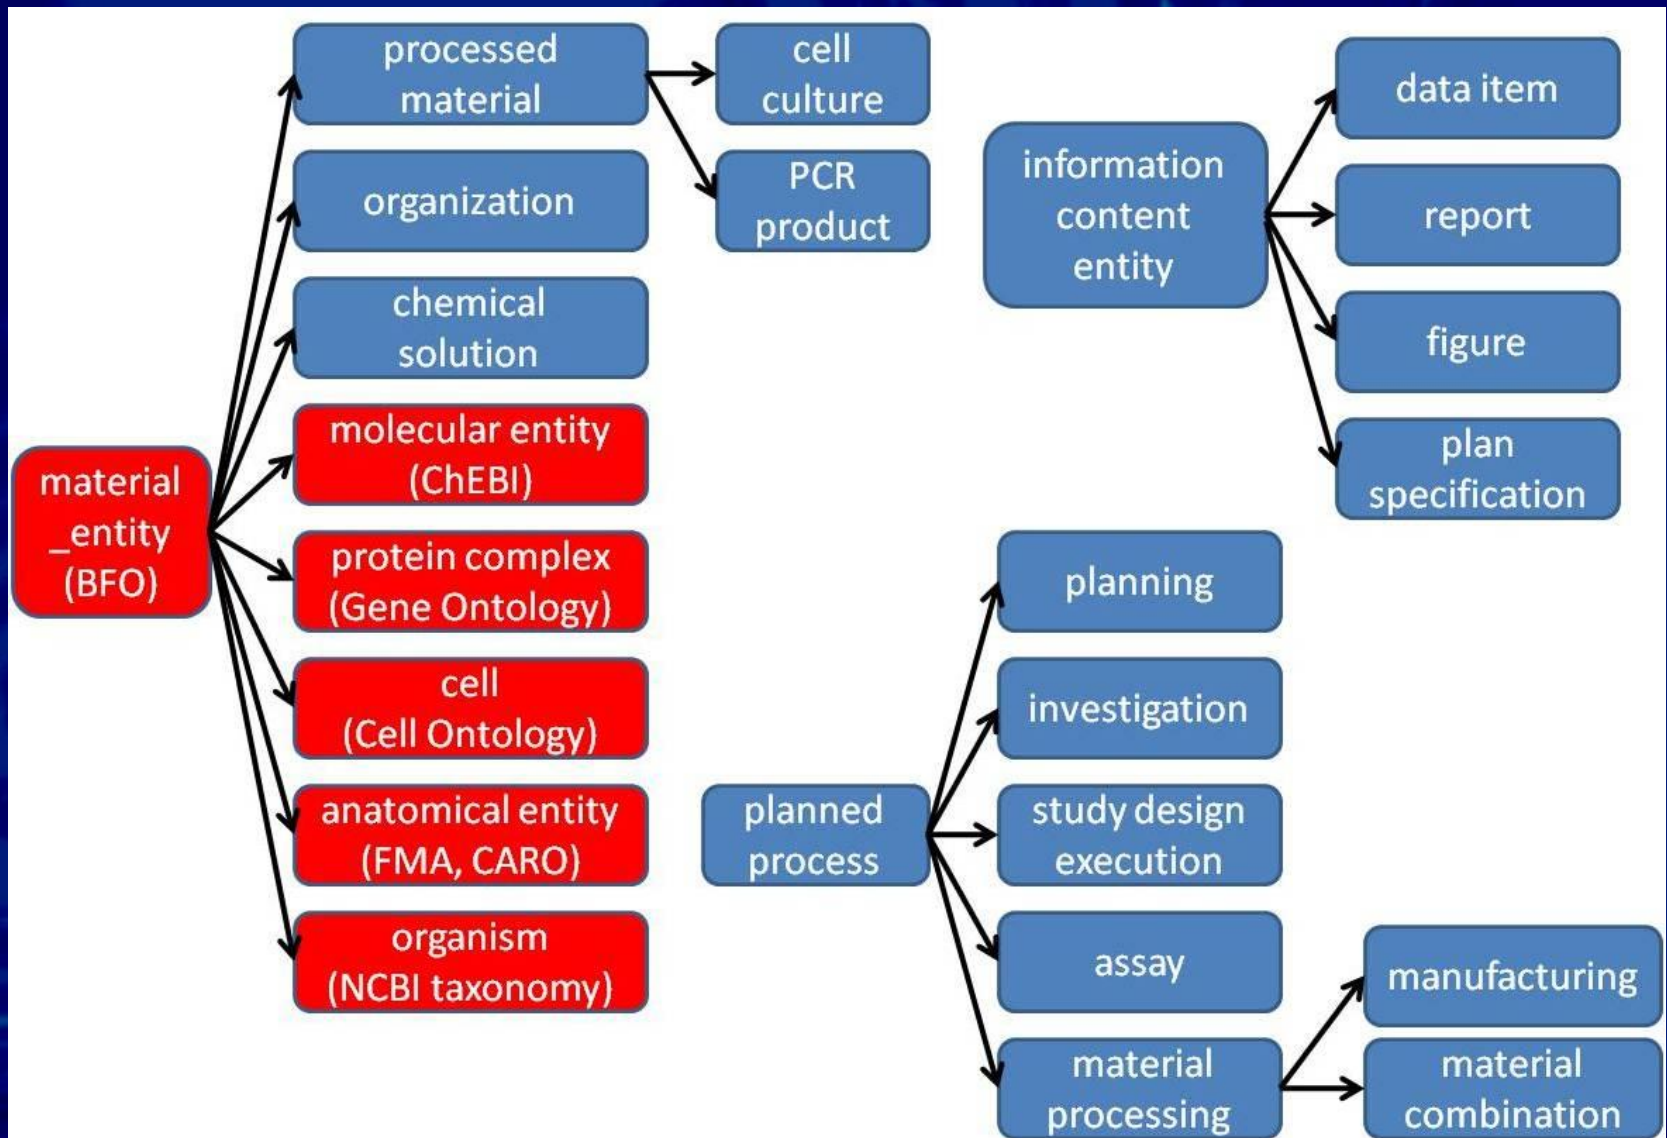 processed
material
cell
culture
PCR
product
organization
chemical
solution
molecular entity
(ChEBI)
material
_entity
(BFO)
protein complex
(Gene Ontology)
cell
(Cell Ontology)
anatomical entity
(FMA, CARO)
organism
(NCBI taxonomy)
information
content
entity
data item
report
figure
plan
specification
planned
process
planning
investigation
study design
execution
assay
material
processing
manufacturing
material
combination